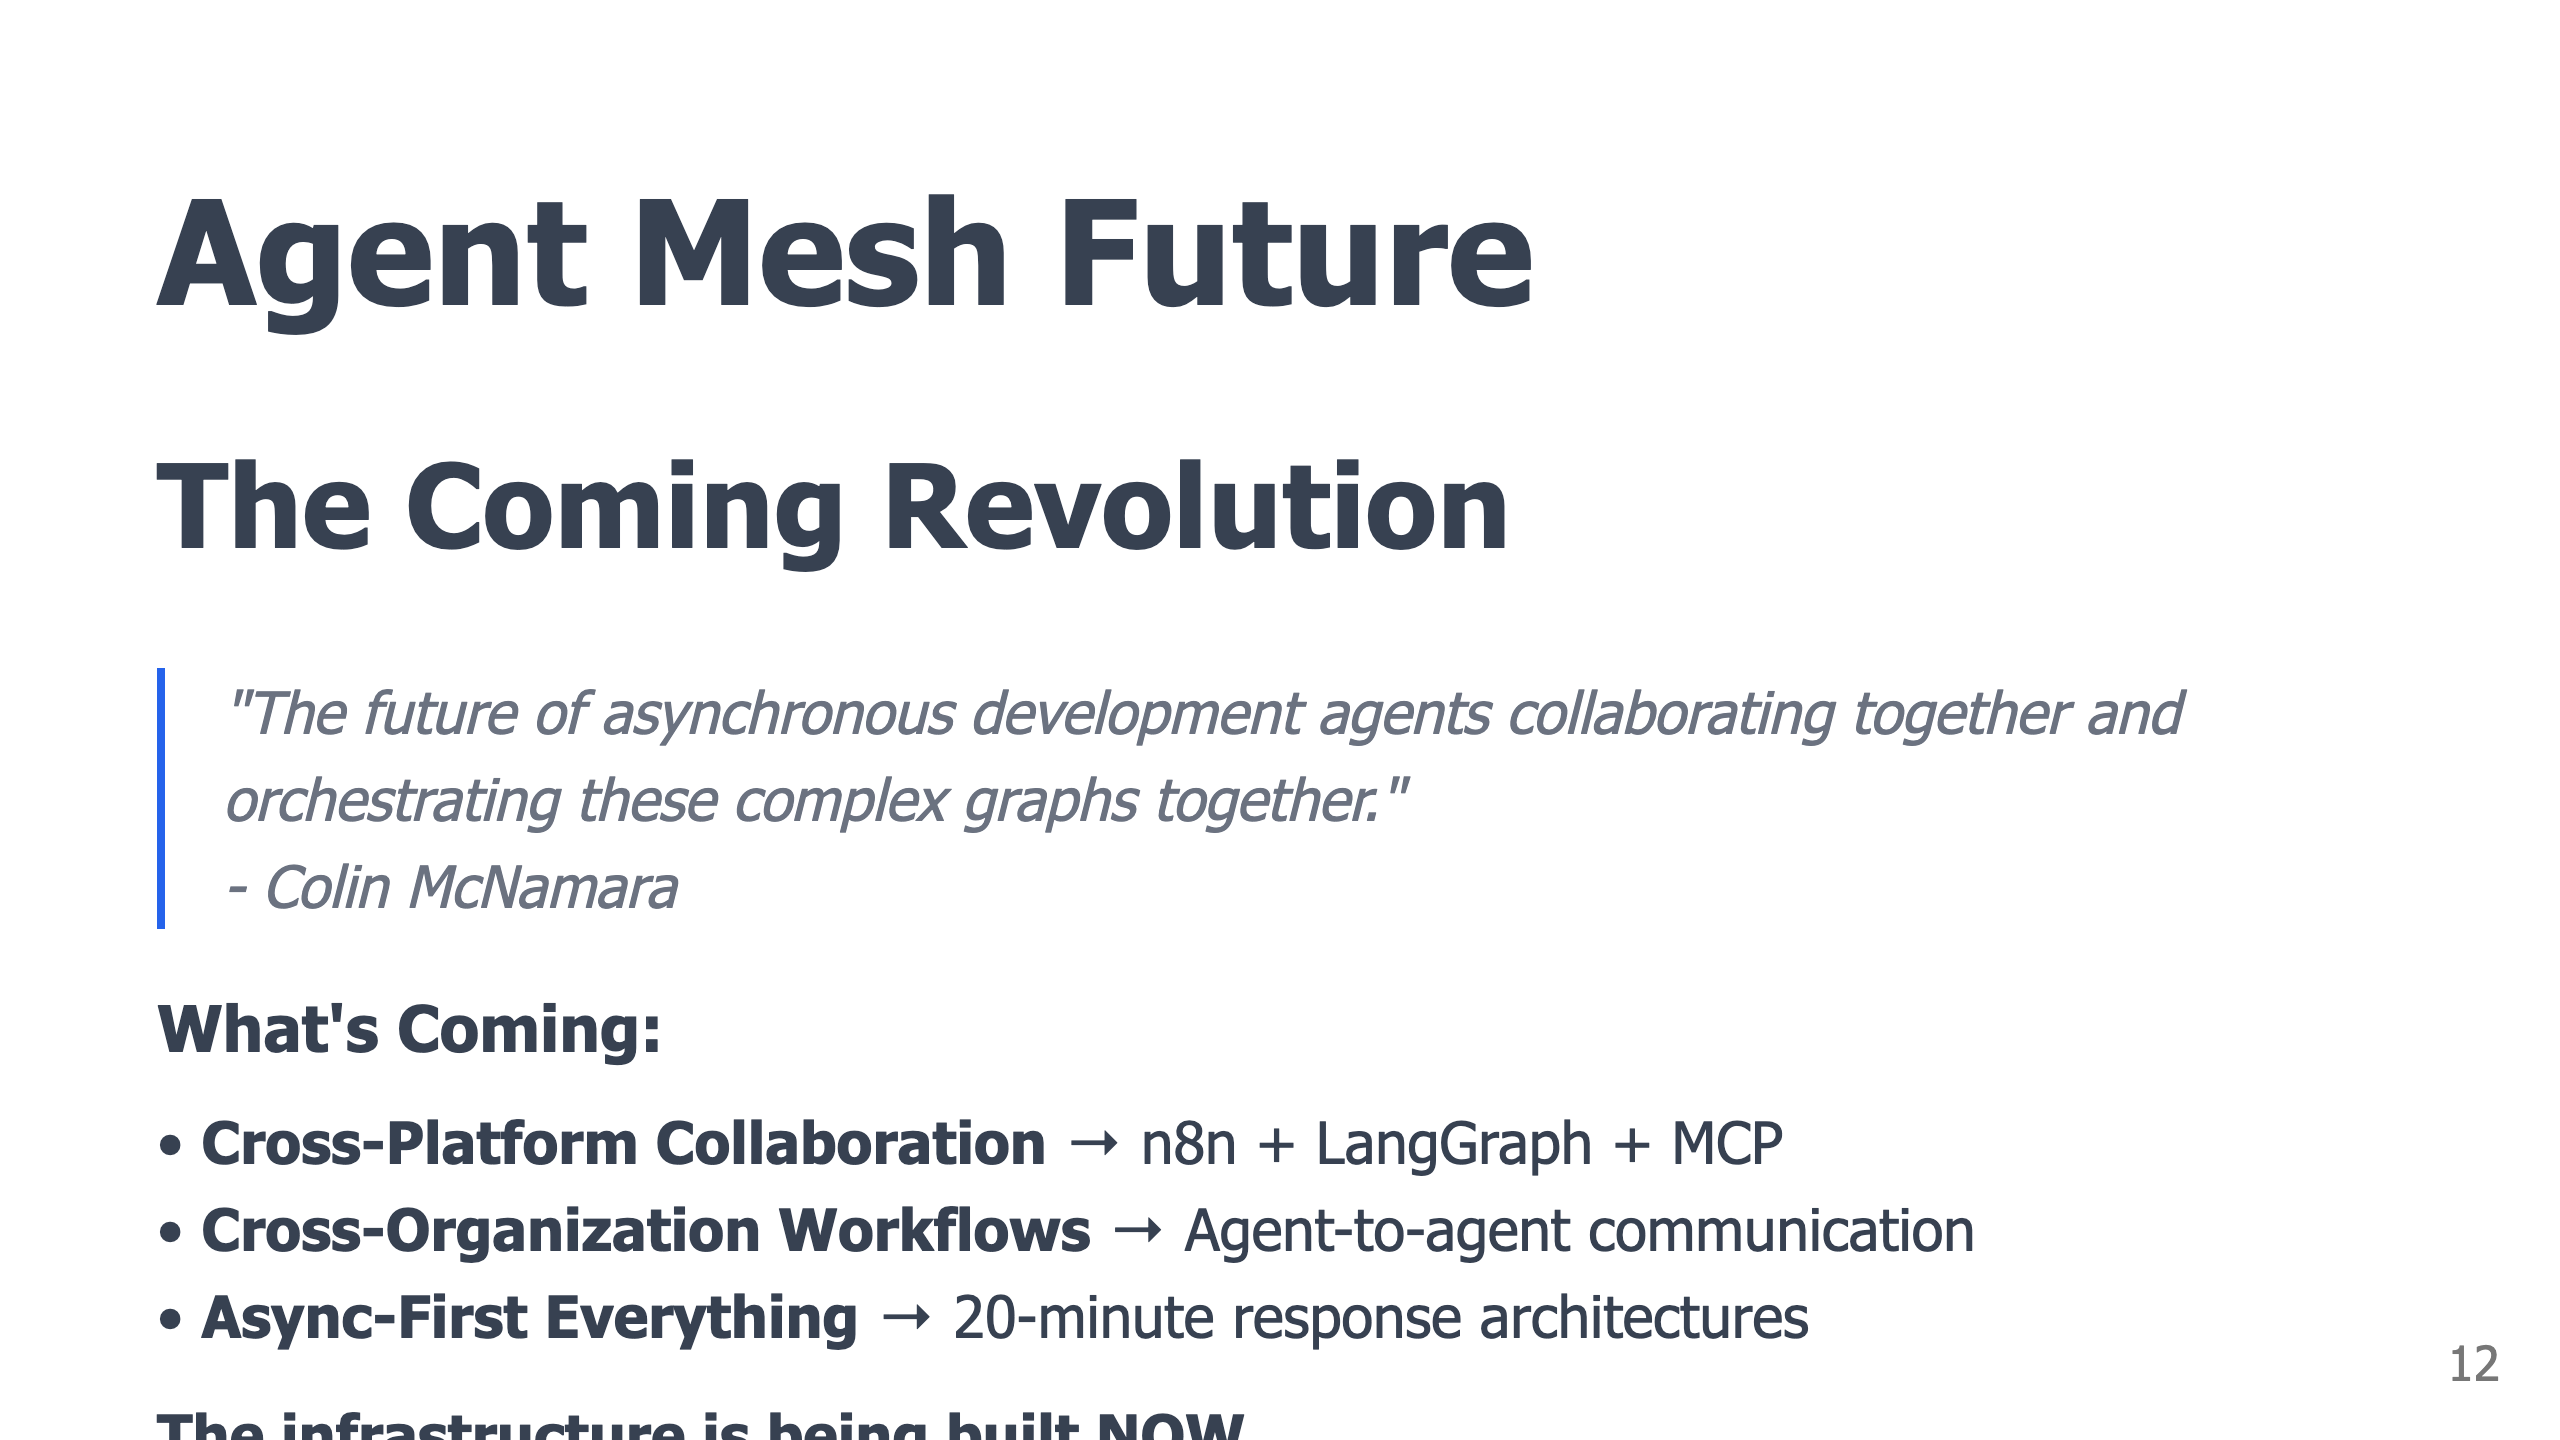 Agent Mesh Future
The Coming Revolution
"The future of asynchronous development agents collaborating together and
orchestrating these complex graphs together."
- Colin McNamara
What's Coming:
• Cross-Platform Collaboration → n8n + LangGraph + MCP
• Cross-Organization Workflows → Agent-to-agent communication
• Async-First Everything → 20-minute response architectures
12
The infrastructure is being built NOW